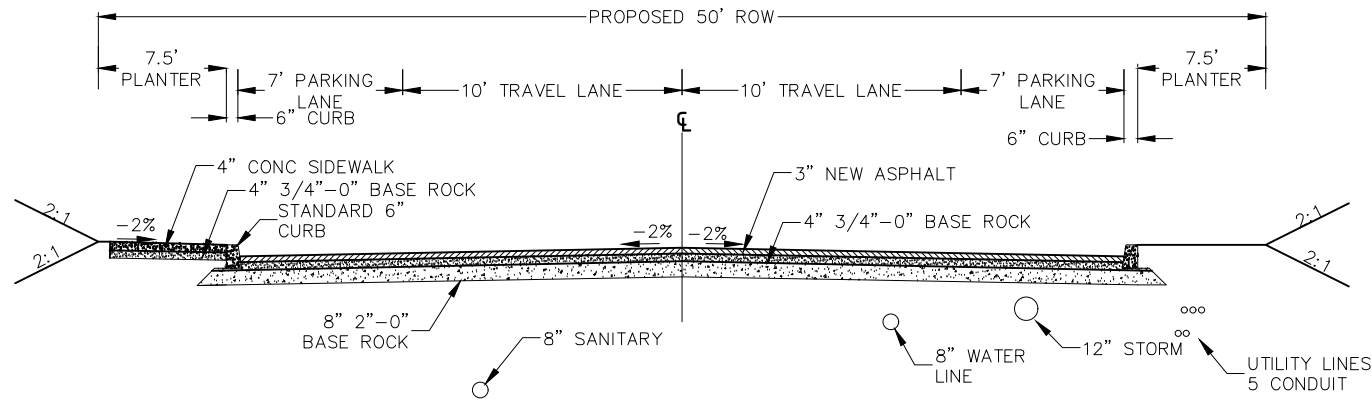 PROPOSED 50' ROW
7.5'
PLANTER
7' PARKING
LANE
10' TRAVEL LANE
10' TRAVEL LANE
7' PARKING
LANE
7.5'
PLANTER
6" CURB
6" CURB
℄
4" CONC SIDEWALK
4" 3/4"-0" BASE ROCK
STANDARD 6"
CURB
3" NEW ASPHALT
4" 3/4"-0" BASE ROCK
2:1
2:1
-2%
-2%
-2%
2:1
2:1
8" 2"-0"
BASE ROCK
8" SANITARY
8" WATER
LINE
12" STORM
UTILITY LINES
5 CONDUIT